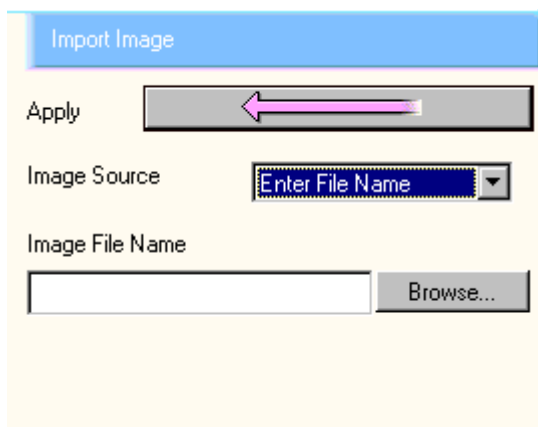 Import Image
Apply
Image Source
Enter File Name
Image File Name
Browse...